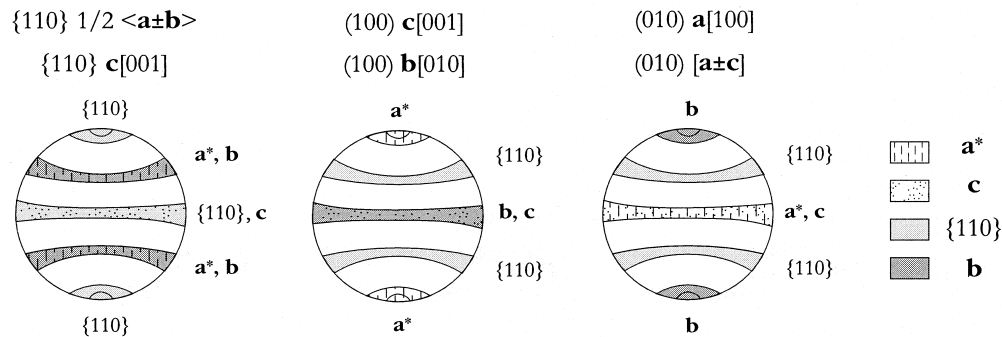 {110} 1/2 <a±b>
{110} c[001]
(100) c[001]
(100) b[010]
(010) a[100]
(010) [a±c]
{110}
a*, b
{110}, c
a*, b
{110}
a*
{110}
b, c
{110}
a*
b
{110}
a*, c
{110}
b
a*
c
{110}
b